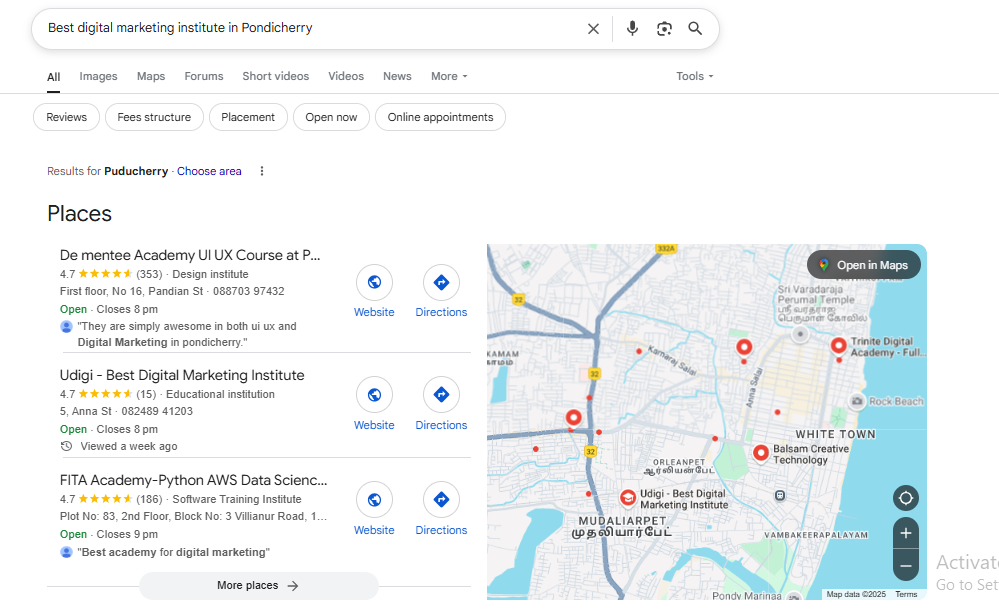 Best digital marketing institute in Pondicherry
All Images Maps Forums Short videos Videos News More Tools
Reviews Fees structure Placement Open now Online appointments
Results for Puducherry · Choose area
Places
De mentee Academy UI UX Course at P...
4.7 (353) · Design institute
First floor, No 16, Pandian St · 088703 97432
Open · Closes 8 pm
"They are simply awesome in both ui ux and
Digital Marketing in pondicherry."
Website Directions
Udigi - Best Digital Marketing Institute
4.7 (15) · Educational institution
5, Anna St · 082489 41203
Open · Closes 8 pm
Viewed a week ago
Website Directions
FITA Academy-Python AWS Data Scienc...
4.7 (186) · Software Training Institute
Plot No: 83, 2nd Floor, Block No: 3 Villianur Road, 1...
Open · Closes 9 pm
"Best academy for digital marketing"
Website Directions
More places
332A
Open in Maps
32
Sri Varadaraja
Perumal Temple
ஸ்ரீ வரதராஜ
பெருமாள் கோவில்
KAMAM
Kamaraj Salai
Trinite Digital
Academy - Full...
32
Anna Salai
Rock Beach
WHITE TOWN
32
Balsam Creative
Technology
ORLEANPET
ஆர்லியன்பேட்
Udigi - Best Digital
Marketing Institute
MUDALIARPET
முதலியார்பேட்
VAMBAKEERAPALAYAM
Pondy Marinaa
Map data ©2025 Terms
Activat
Go to Set